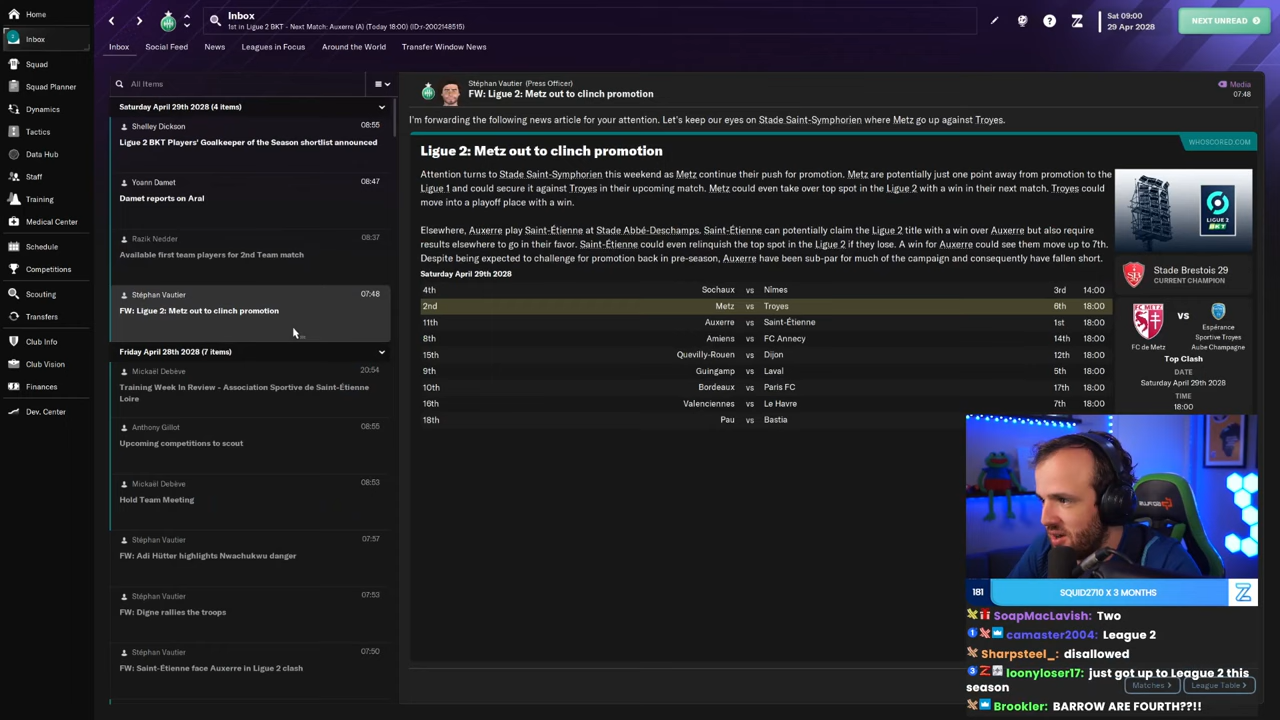 Home
Inbox
Squad
Squad Planner
Dynamics
Tactics
Data Hub
Staff
Training
Medical Center
Schedule
Competitions
Scouting
Transfers
Club Info
Club Vision
Finances
Dev. Center
Inbox
1st in Ligue 2 BKT - Next Match: Auxerre (A) (Today 18:00) (ID:r-2002148515)
Sat 09:00
29 Apr 2028
NEXT UNREAD
Inbox
Social Feed
News
Leagues in Focus
Around the World
Transfer Window News
All Items
Saturday April 29th 2028 (4 items)
Shelley Dickson 08:55
Ligue 2 BKT Players' Goalkeeper of the Season shortlist announced
Yoann Damet 08:47
Damet reports on Aral
Razik Nedder 08:37
Available first team players for 2nd Team match
Stéphan Vautier 07:48
FW: Ligue 2: Metz out to clinch promotion
Friday April 28th 2028 (7 items)
Mickaël Debève 20:54
Training Week In Review – Association Sportive de Saint-Étienne
Loire
Anthony Gillot 08:55
Upcoming competitions to scout
Mickaël Debève 08:53
Hold Team Meeting
Stéphan Vautier 07:57
FW: Adi Hütter highlights Nwachukwu danger
Stéphan Vautier 07:53
FW: Digne rallies the troops
Stéphan Vautier 07:50
FW: Saint-Étienne face Auxerre in Ligue 2 clash
Stéphan Vautier (Press Officer)
FW: Ligue 2: Metz out to clinch promotion
Media
07:48
I'm forwarding the following news article for your attention. Let's keep our eyes on Stade Saint-Symphorien where Metz go up against Troyes.
WHOSCORED.COM
Ligue 2: Metz out to clinch promotion
Attention turns to Stade Saint-Symphorien this weekend as Metz continue their push for promotion. Metz are potentially just one point away from promotion to the
Ligue 1 and could secure it against Troyes in their upcoming match. Metz could even take over top spot in the Ligue 2 with a win in their next match. Troyes could
move into a playoff place with a win.
Elsewhere, Auxerre play Saint-Étienne at Stade Abbé-Deschamps. Saint-Étienne can potentially claim the Ligue 2 title with a win over Auxerre but also require
results elsewhere to go in their favor. Saint-Étienne could even relinquish the top spot in the Ligue 2 if they lose. A win for Auxerre could see them move up to 7th.
Despite being expected to challenge for promotion back in pre-season, Auxerre have been sub-par for much of the campaign and consequently have fallen short.
Saturday April 29th 2028
4th Sochaux vs Nîmes 3rd 14:00
2nd Metz vs Troyes 6th 18:00
11th Auxerre vs Saint-Étienne 1st 18:00
8th Amiens vs FC Annecy 14th 18:00
15th Quevilly-Rouen vs Dijon 12th 18:00
9th Guingamp vs Laval 5th 18:00
10th Bordeaux vs Paris FC 17th 18:00
16th Valenciennes vs Le Havre 7th 18:00
18th Pau vs Bastia
LIGUE 2
BKT
Stade Brestois 29
CURRENT CHAMPION
VS
FC de Metz
Espérance
Sportive Troyes
Aube Champagne
Top Clash
DATE
Saturday April 29th 2028
TIME
18:00
181
SQUID2710 X 3 MONTHS
SoapMacLavish: Two
camaster2004: League 2
Sharpsteel_: disallowed
loonyloser17: just got up to League 2 this
season
Brookler: BARROW ARE FOURTH??!!
Matches
League Table